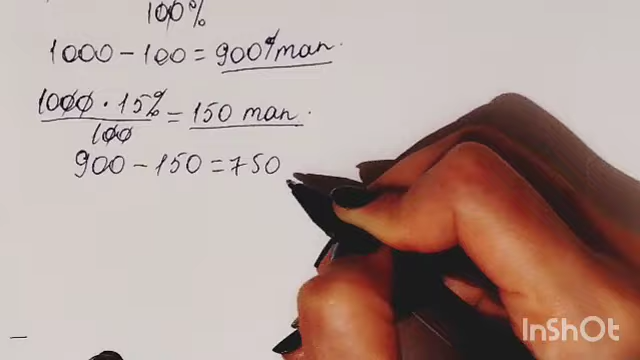 100%
1000 - 100 = 900 man.
1000 · 15%
100
= 150 man.
900 - 150 = 750
InShOt